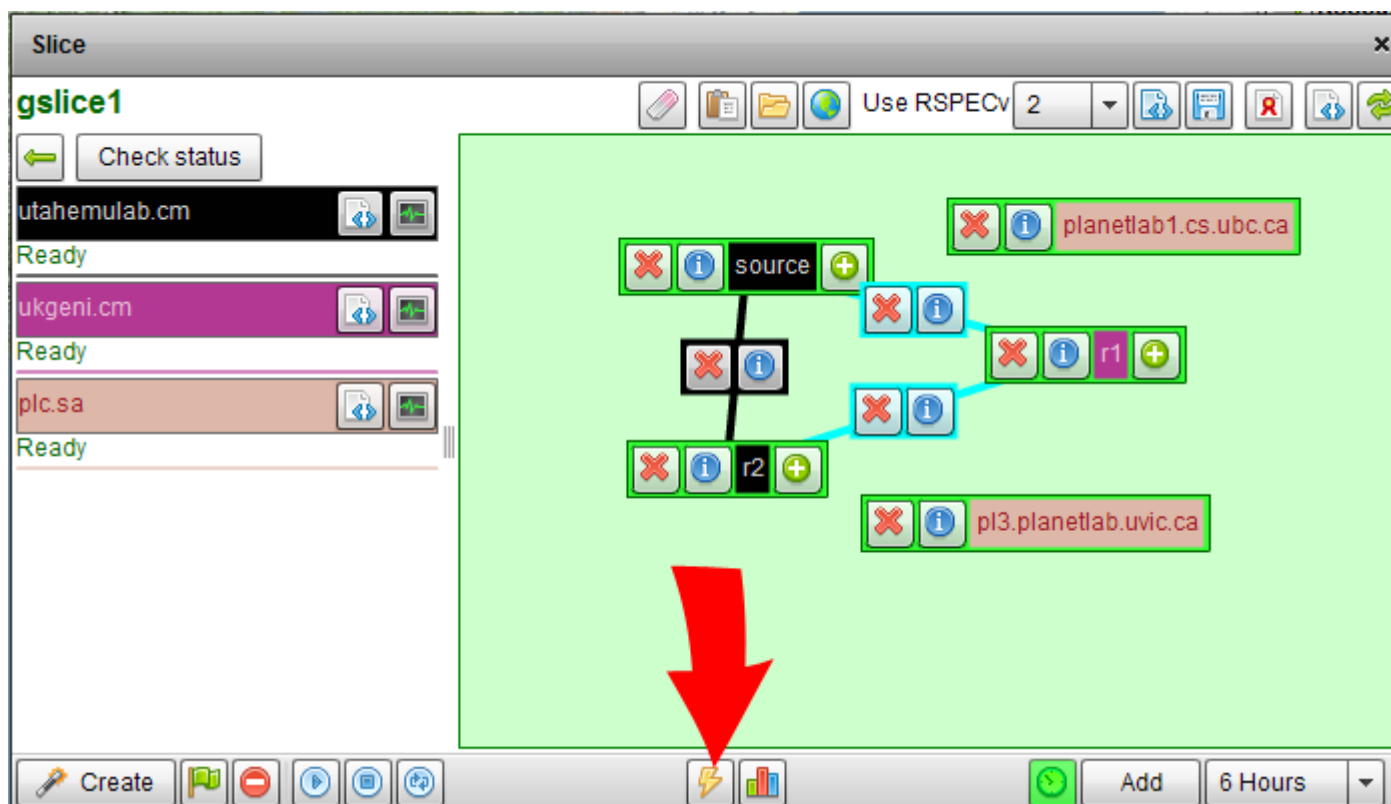 Slice
gslice1
Use RSPECv 2
Check status
utahemulab.cm
Ready
ukgeni.cm
Ready
plc.sa
Ready
planetlab1.cs.ubc.ca
source
r1
r2
pl3.planetlab.uvic.ca
Create
Add 6 Hours